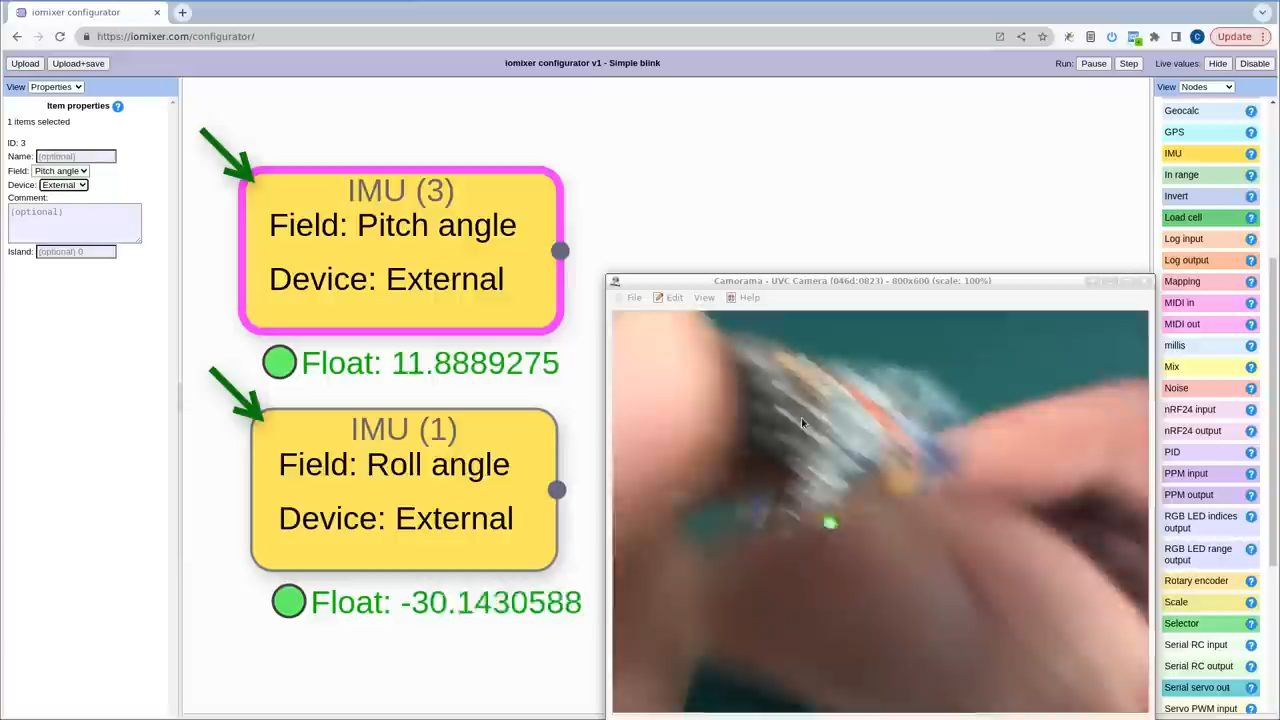 iomixer configurator
https://iomixer.com/configurator/
Update
Upload
Upload+save
iomixer configurator v1 - Simple blink
Run:
Pause
Step
Live values:
Hide
Disable
View
Properties
Item properties ?
1 items selected
ID: 3
Name:
(optional)
Field:
Pitch angle
Device:
External
Comment:
(optional)
Island:
(optional) 0
IMU (3)
Field: Pitch angle
Device: External
Float: 11.8889275
IMU (1)
Field: Roll angle
Device: External
Float: -30.1430588
Camorama - UVC Camera (046d:0823) - 800x600 (scale: 100%)
File
Edit
View
Help
View
Nodes
Geocalc ?
GPS ?
IMU ?
In range ?
Invert ?
Load cell ?
Log input ?
Log output ?
Mapping ?
MIDI in ?
MIDI out ?
millis ?
Mix ?
Noise ?
nRF24 input ?
nRF24 output ?
PID ?
PPM input ?
PPM output ?
RGB LED indices
output ?
RGB LED range
output ?
Rotary encoder ?
Scale ?
Selector ?
Serial RC input ?
Serial RC output ?
Serial servo out ?
Servo PWM input ?